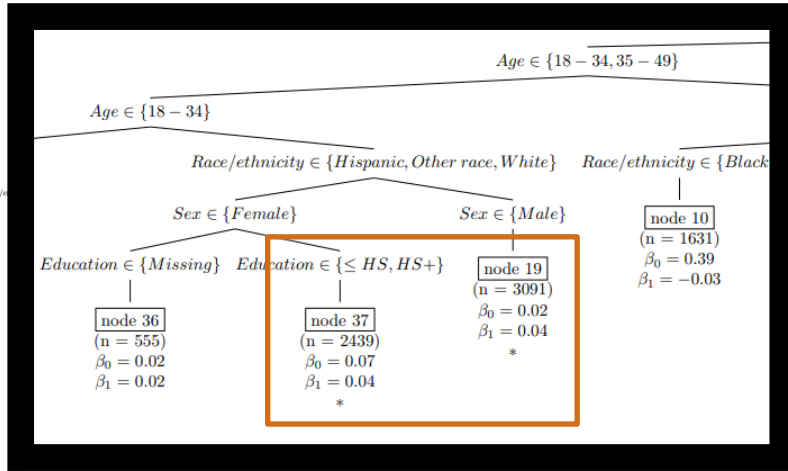 Age ∈ {18 − 34, 35 − 49}
Age ∈ {18 − 34}
Race/ethnicity ∈ {Hispanic, Other race, White}
Race/ethnicity ∈ {Black
Sex ∈ {Female}
Sex ∈ {Male}
node 10
(n = 1631)
β₀ = 0.39
β₁ = −0.03
Education ∈ {Missing}
Education ∈ {≤ HS, HS+}
node 19
(n = 3091)
β₀ = 0.02
β₁ = 0.04
*
node 36
(n = 555)
β₀ = 0.02
β₁ = 0.02
node 37
(n = 2439)
β₀ = 0.07
β₁ = 0.04
*